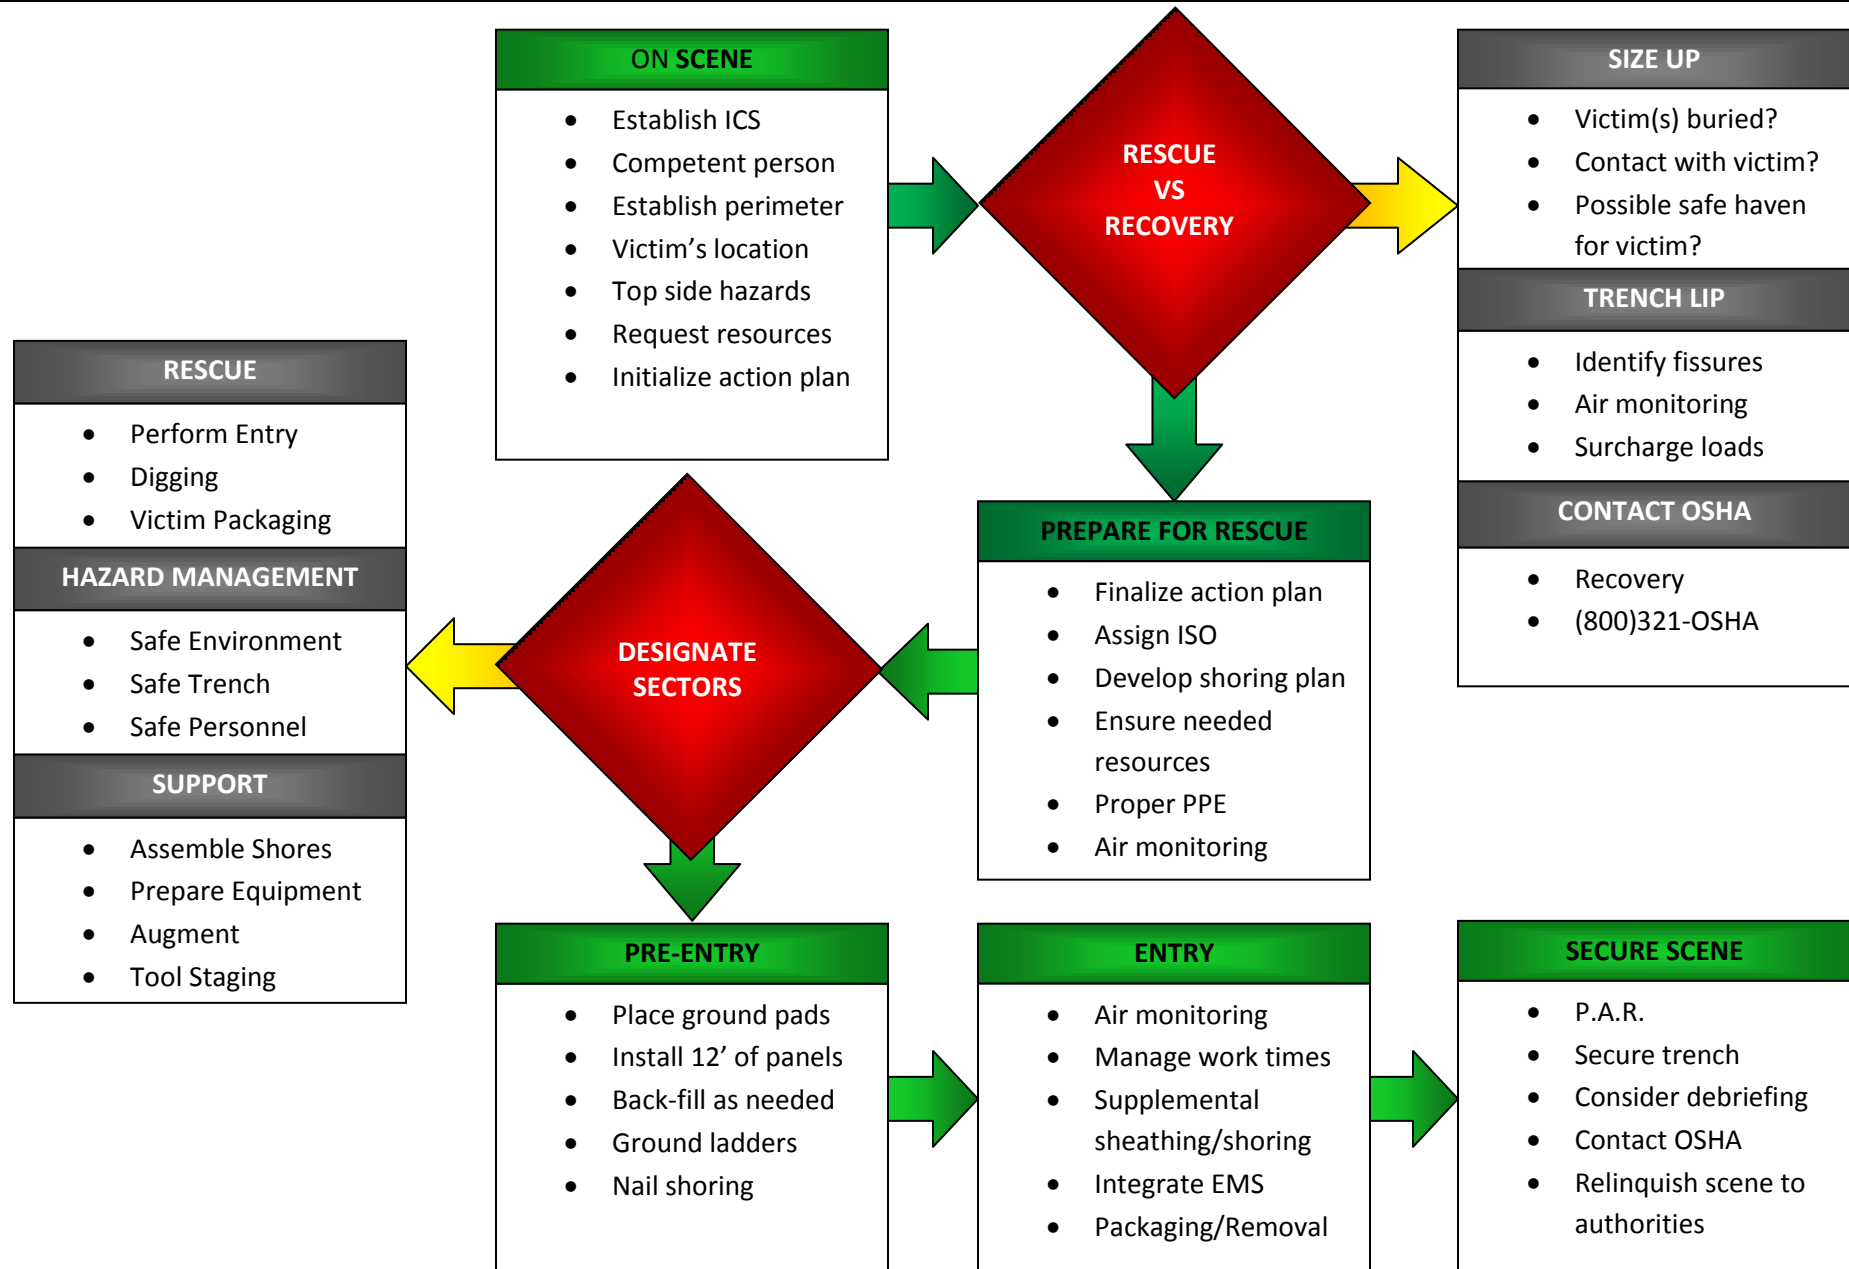 ON SCENE
• Establish ICS
• Competent person
• Establish perimeter
• Victim’s location
• Top side hazards
• Request resources
• Initialize action plan
RESCUE
VS
RECOVERY
SIZE UP
• Victim(s) buried?
• Contact with victim?
• Possible safe haven
for victim?
TRENCH LIP
• Identify fissures
• Air monitoring
• Surcharge loads
CONTACT OSHA
• Recovery
• (800)321-OSHA
PREPARE FOR RESCUE
• Finalize action plan
• Assign ISO
• Develop shoring plan
• Ensure needed
resources
• Proper PPE
• Air monitoring
DESIGNATE
SECTORS
RESCUE
• Perform Entry
• Digging
• Victim Packaging
HAZARD MANAGEMENT
• Safe Environment
• Safe Trench
• Safe Personnel
SUPPORT
• Assemble Shores
• Prepare Equipment
• Augment
• Tool Staging
PRE-ENTRY
• Place ground pads
• Install 12’ of panels
• Back-fill as needed
• Ground ladders
• Nail shoring
ENTRY
• Air monitoring
• Manage work times
• Supplemental
sheathing/shoring
• Integrate EMS
• Packaging/Removal
SECURE SCENE
• P.A.R.
• Secure trench
• Consider debriefing
• Contact OSHA
• Relinquish scene to
authorities